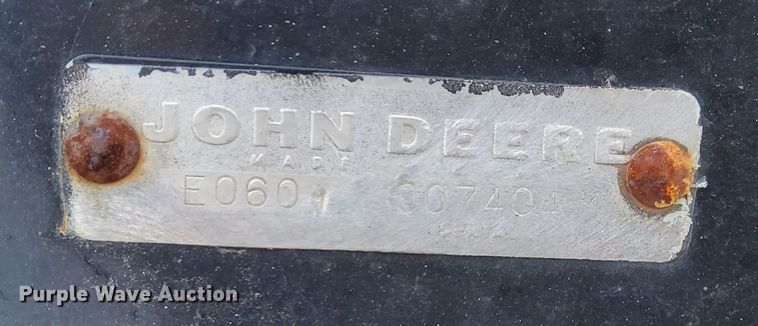 JOHN DEERE
MADE
E0601 007404
Purple Wave Auction